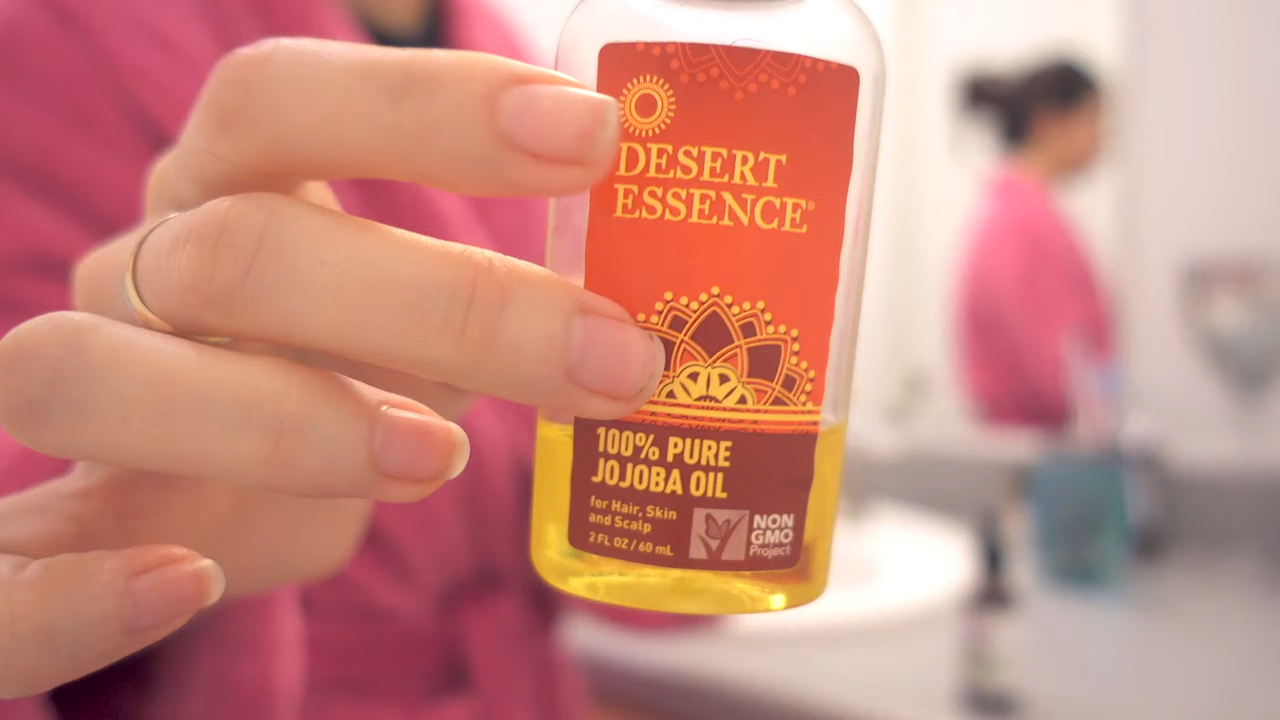 DESERT
ESSENCE®
100% PURE
JOJOBA OIL
for Hair, Skin
and Scalp
2 FL OZ / 60 mL
NON
GMO
Project